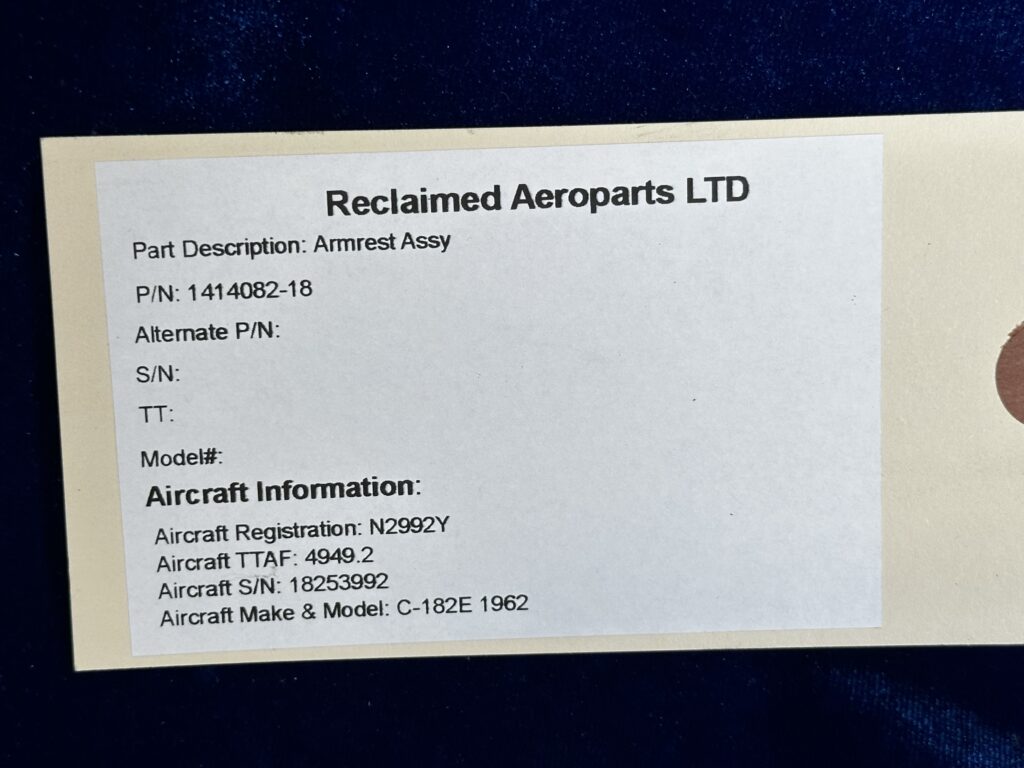 Reclaimed Aeroparts LTD
Part Description: Armrest Assy
P/N: 1414082-18
Alternate P/N:
S/N:
TT:
Model#:
Aircraft Information:
Aircraft Registration: N2992Y
Aircraft TTAF: 4949.2
Aircraft S/N: 18253992
Aircraft Make & Model: C-182E 1962